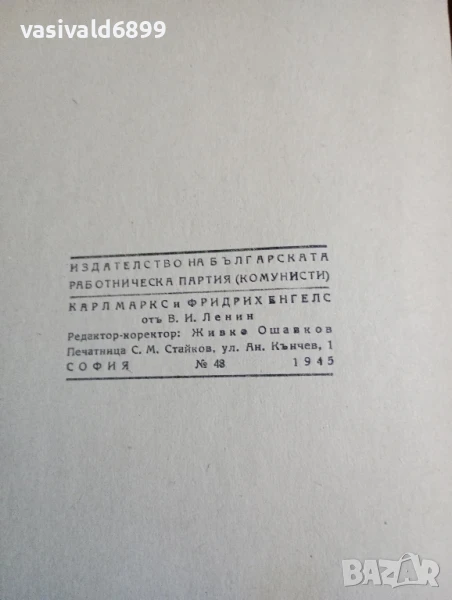 vasivald6899
ИЗДАТЕЛСТВО НА БЪЛГАРСКАТА
РАБОТНИЧЕСКА ПАРТИЯ (КОМУНИСТИ)
КАРЛ МАРКС и ФРИДРИХ ЕНГЕЛС
отъ В. И. Ленин
Редактор-коректор: Живко Ошавков
Печатница С. М. Стайков, ул. Ан. Кънчев, 1
СОФИЯ № 48 1945
BAZAR